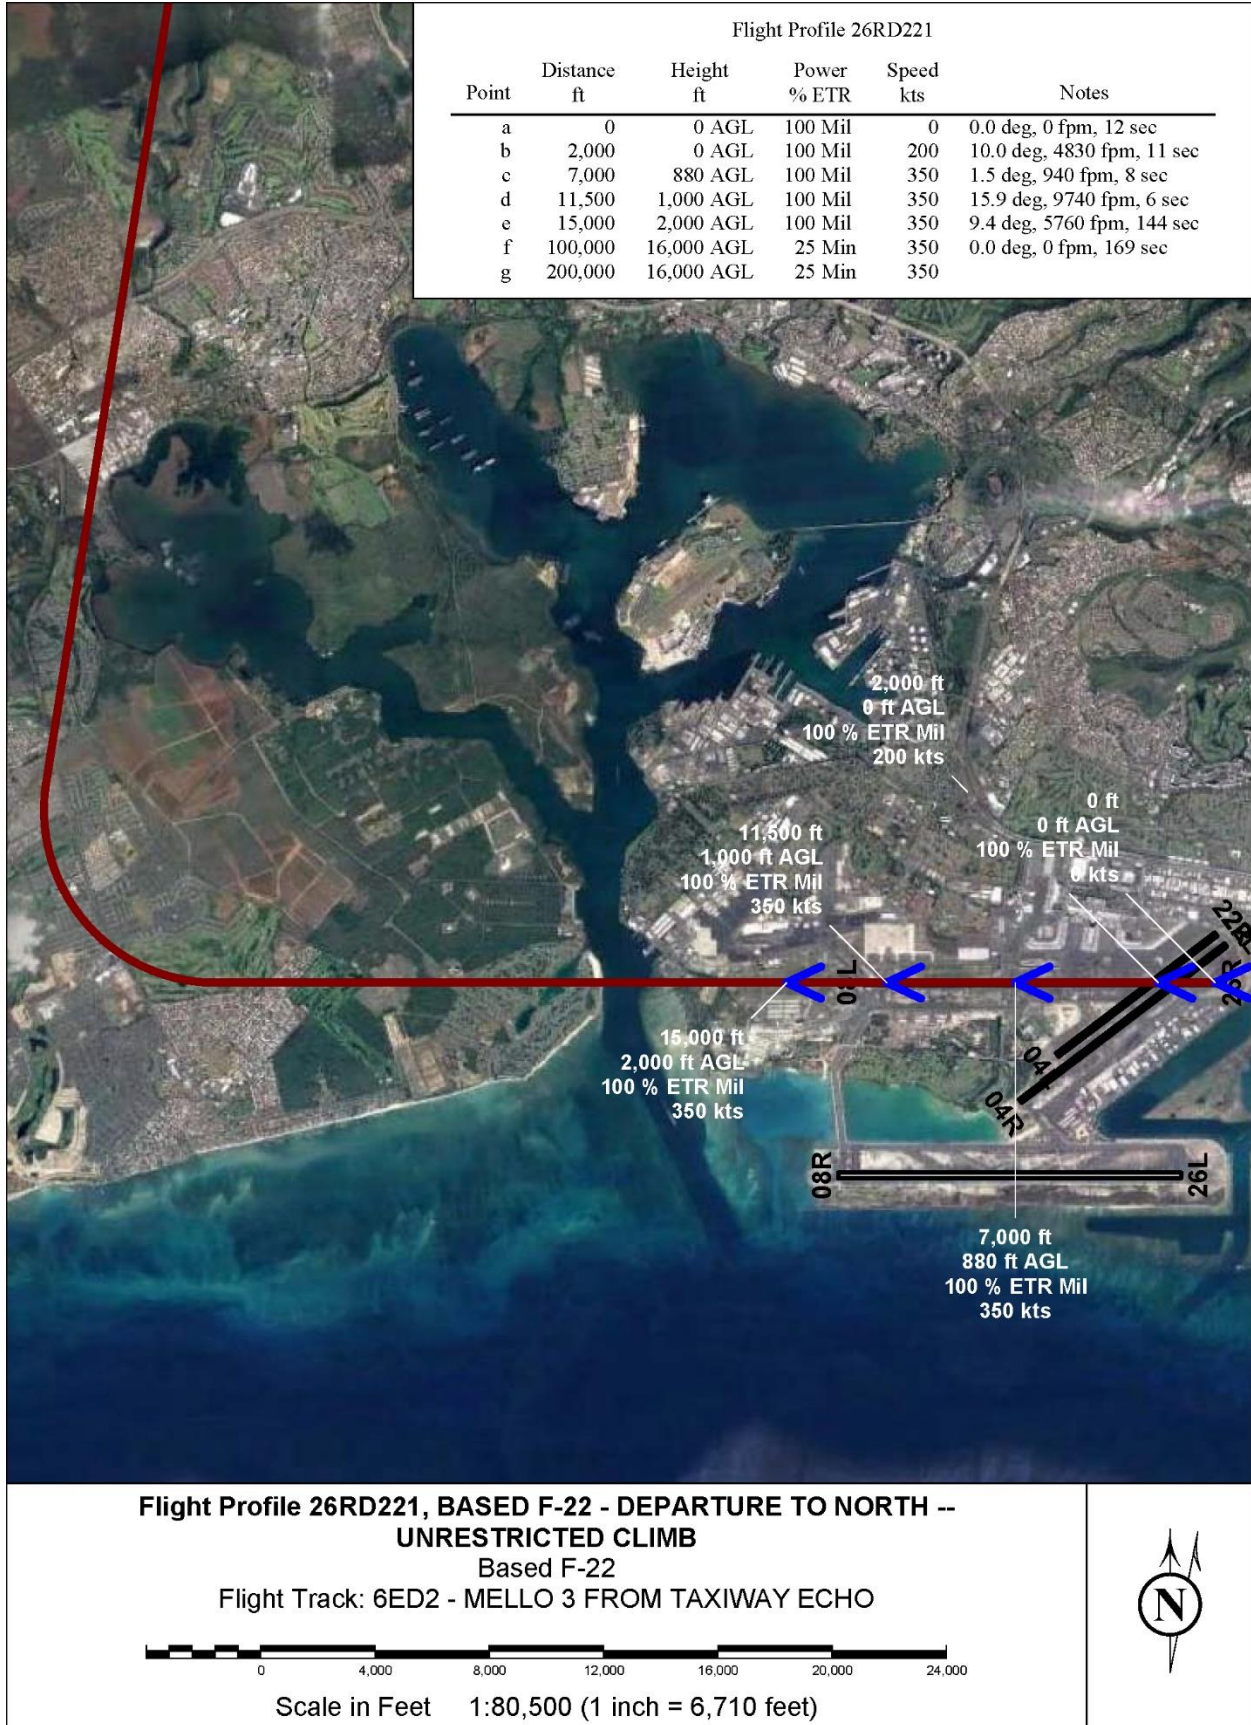 Flight Profile 26RD221
Point Distance ft Height ft Power % ETR Speed kts Notes
a 0 0 AGL 100 Mil 0 0.0 deg, 0 fpm, 12 sec
b 2,000 0 AGL 100 Mil 200 10.0 deg, 4830 fpm, 11 sec
c 7,000 880 AGL 100 Mil 350 1.5 deg, 940 fpm, 8 sec
d 11,500 1,000 AGL 100 Mil 350 15.9 deg, 9740 fpm, 6 sec
e 15,000 2,000 AGL 100 Mil 350 9.4 deg, 5760 fpm, 144 sec
f 100,000 16,000 AGL 25 Min 350 0.0 deg, 0 fpm, 169 sec
g 200,000 16,000 AGL 25 Min 350
2,000 ft
0 ft AGL
100 % ETR Mil
200 kts
0 ft
0 ft AGL
100 % ETR Mil
0 kts
11,500 ft
1,000 ft AGL
100 % ETR Mil
350 kts
08L
26R
15,000 ft
2,000 ft AGL
100 % ETR Mil
350 kts
04R
08R
26L
7,000 ft
880 ft AGL
100 % ETR Mil
350 kts
Flight Profile 26RD221, BASED F-22 - DEPARTURE TO NORTH --
UNRESTRICTED CLIMB
Based F-22
Flight Track: 6ED2 - MELLO 3 FROM TAXIWAY ECHO
0 4,000 8,000 12,000 16,000 20,000 24,000
Scale in Feet 1:80,500 (1 inch = 6,710 feet)
N